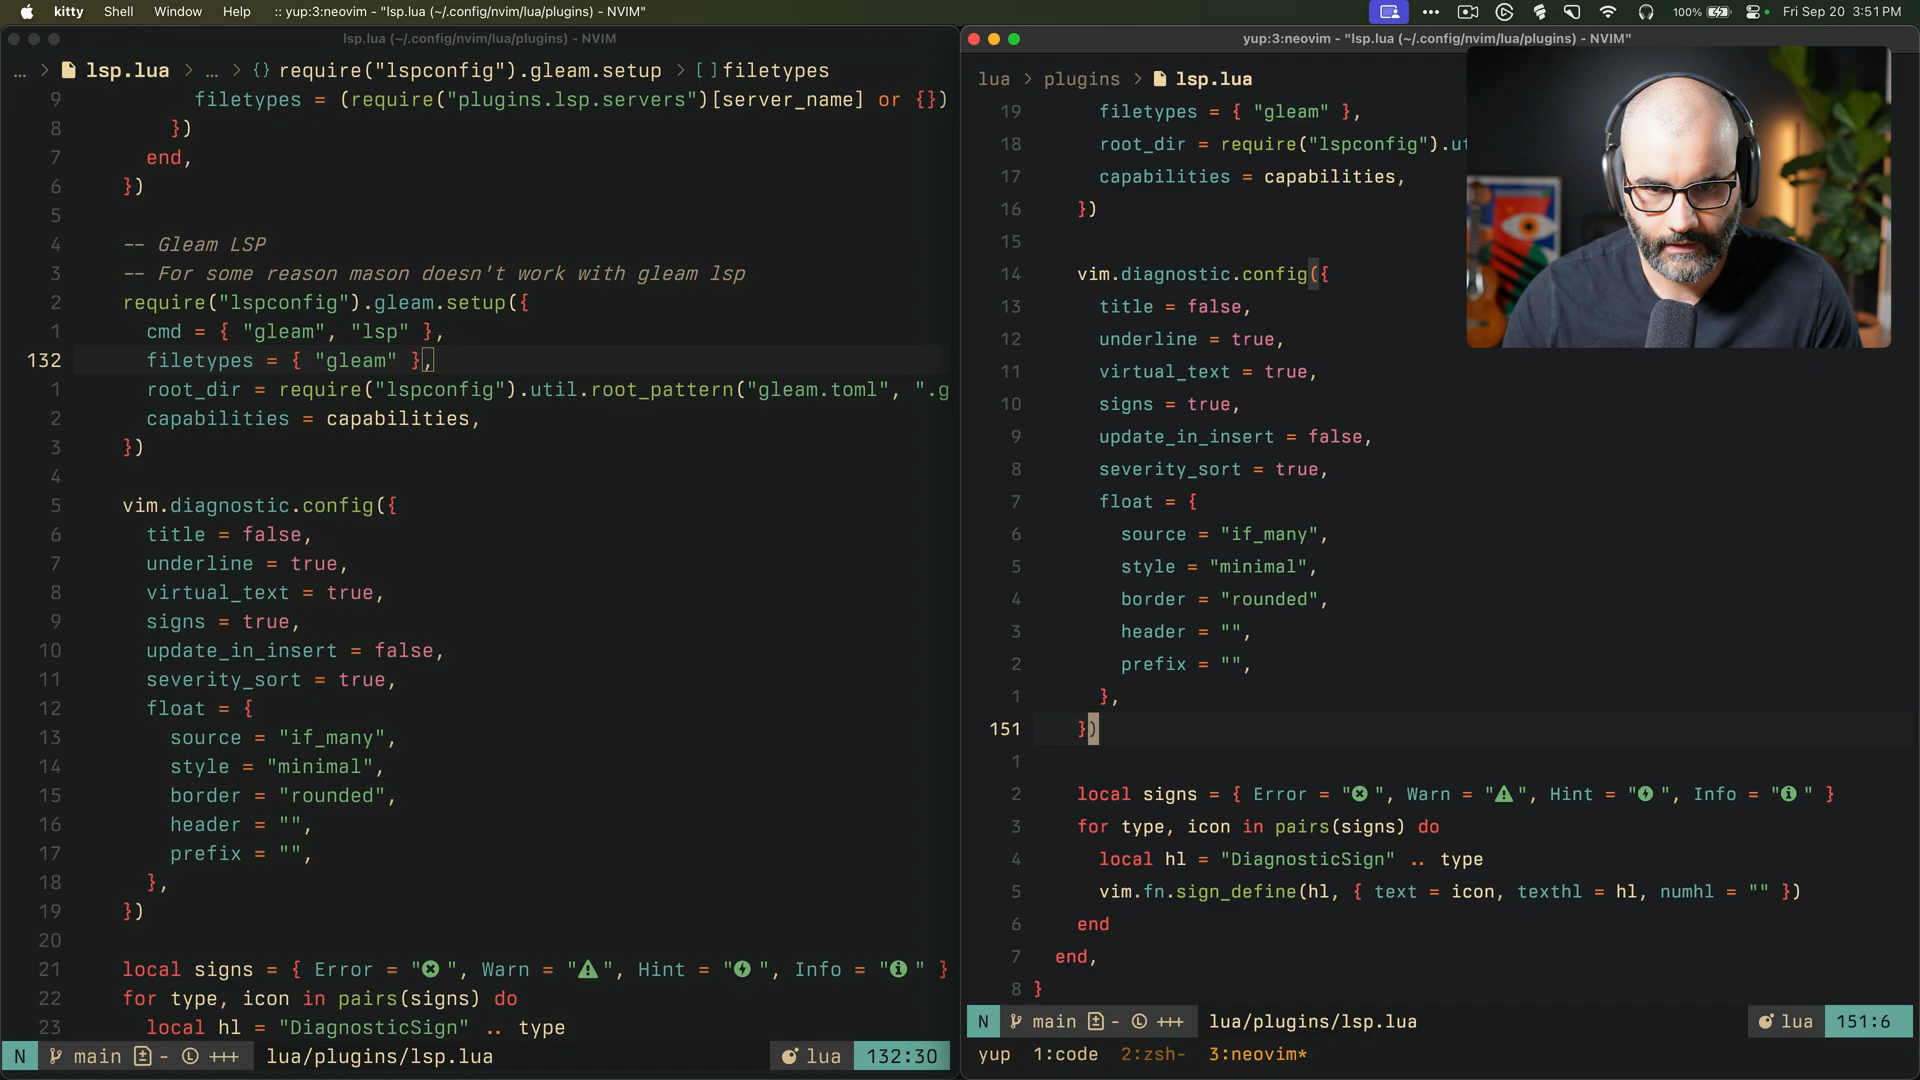 kitty Shell Window Help :: yup:3:neovim - "lsp.lua (~/.config/nvim/lua/plugins) - NVIM" 100% Fri Sep 20 3:51 PM
lsp.lua (~/.config/nvim/lua/plugins) - NVIM
… > lsp.lua > … > {} require("lspconfig").gleam.setup > [] filetypes
9 filetypes = (require("plugins.lsp.servers")[server_name] or {})
8 })
7 end,
6 })
5
4 -- Gleam LSP
3 -- For some reason mason doesn't work with gleam lsp
2 require("lspconfig").gleam.setup({
1 cmd = { "gleam", "lsp" },
132 filetypes = { "gleam" },
1 root_dir = require("lspconfig").util.root_pattern("gleam.toml", ".g
2 capabilities = capabilities,
3 })
4
5 vim.diagnostic.config({
6 title = false,
7 underline = true,
8 virtual_text = true,
9 signs = true,
10 update_in_insert = false,
11 severity_sort = true,
12 float = {
13 source = "if_many",
14 style = "minimal",
15 border = "rounded",
16 header = "",
17 prefix = "",
18 },
19 })
20
21 local signs = { Error = " ", Warn = " ", Hint = " ", Info = " " }
22 for type, icon in pairs(signs) do
23 local hl = "DiagnosticSign" .. type
N main - +++ lua/plugins/lsp.lua lua 132:30
yup:3:neovim - "lsp.lua (~/.config/nvim/lua/plugins) - NVIM"
lua > plugins > lsp.lua
19 filetypes = { "gleam" },
18 root_dir = require("lspconfig").ut
17 capabilities = capabilities,
16 })
15
14 vim.diagnostic.config({
13 title = false,
12 underline = true,
11 virtual_text = true,
10 signs = true,
9 update_in_insert = false,
8 severity_sort = true,
7 float = {
6 source = "if_many",
5 style = "minimal",
4 border = "rounded",
3 header = "",
2 prefix = "",
1 },
151 })
1
2 local signs = { Error = " ", Warn = " ", Hint = " ", Info = " " }
3 for type, icon in pairs(signs) do
4 local hl = "DiagnosticSign" .. type
5 vim.fn.sign_define(hl, { text = icon, texthl = hl, numhl = "" })
6 end
7 end,
8 }
N main - +++ lua/plugins/lsp.lua lua 151:6
yup 1:code 2:zsh- 3:neovim*